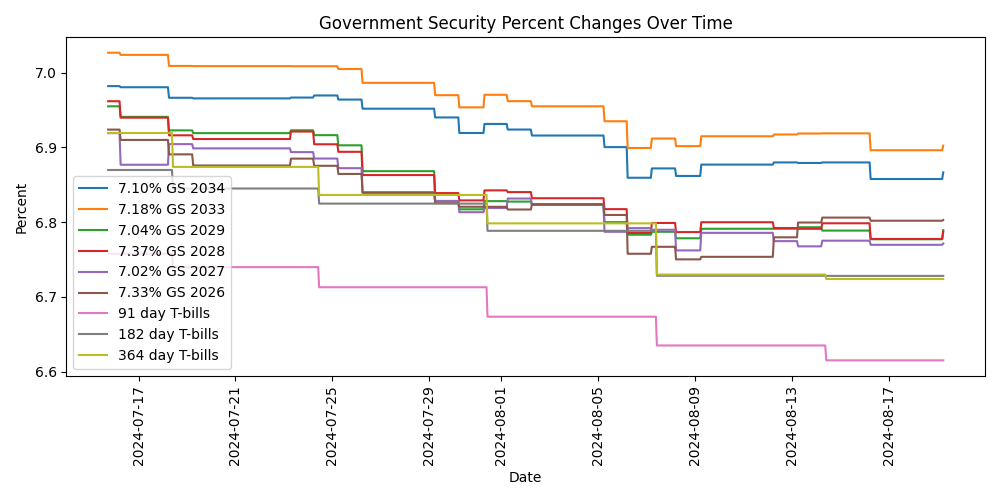 Government Security Percent Changes Over Time
Percent
7.0
6.9
6.8
6.7
6.6
7.10% GS 2034
7.18% GS 2033
7.04% GS 2029
7.37% GS 2028
7.02% GS 2027
7.33% GS 2026
91 day T-bills
182 day T-bills
364 day T-bills
2024-07-17
2024-07-21
2024-07-25
2024-07-29
2024-08-01
2024-08-05
2024-08-09
2024-08-13
2024-08-17
Date